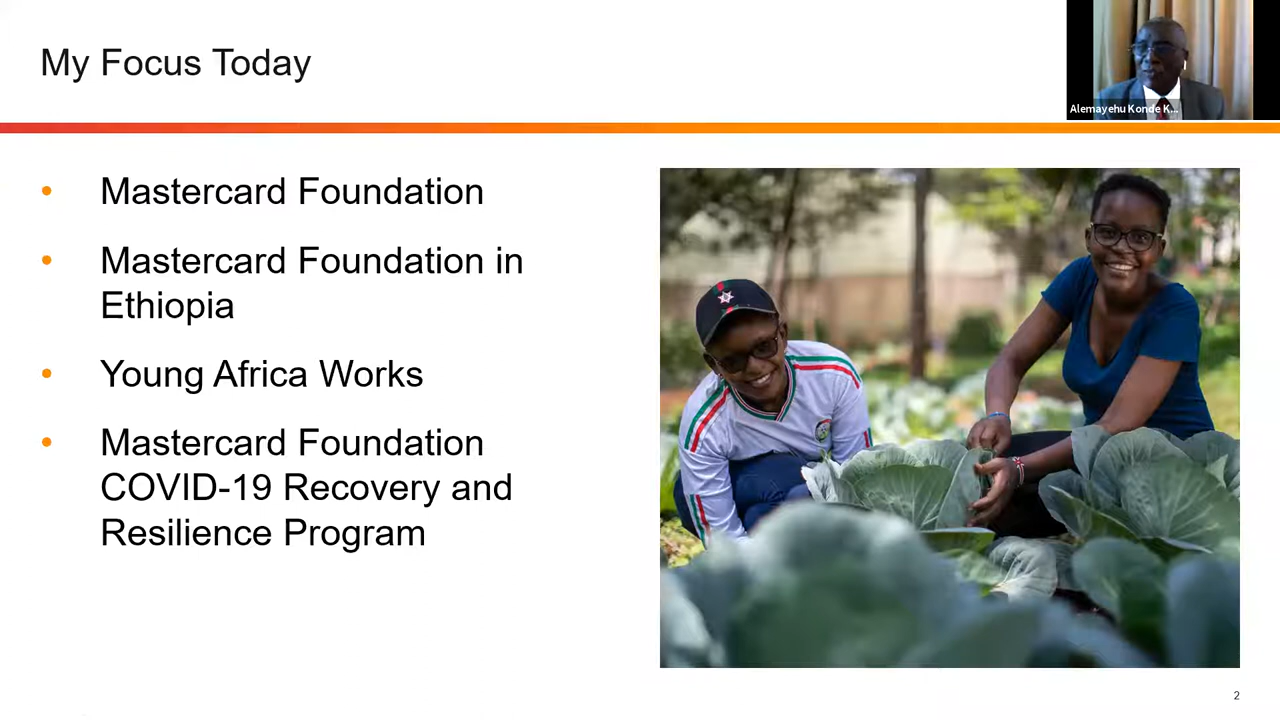 My Focus Today
Alemayehu Konde K...
• Mastercard Foundation
• Mastercard Foundation in
Ethiopia
• Young Africa Works
• Mastercard Foundation
COVID-19 Recovery and
Resilience Program
2